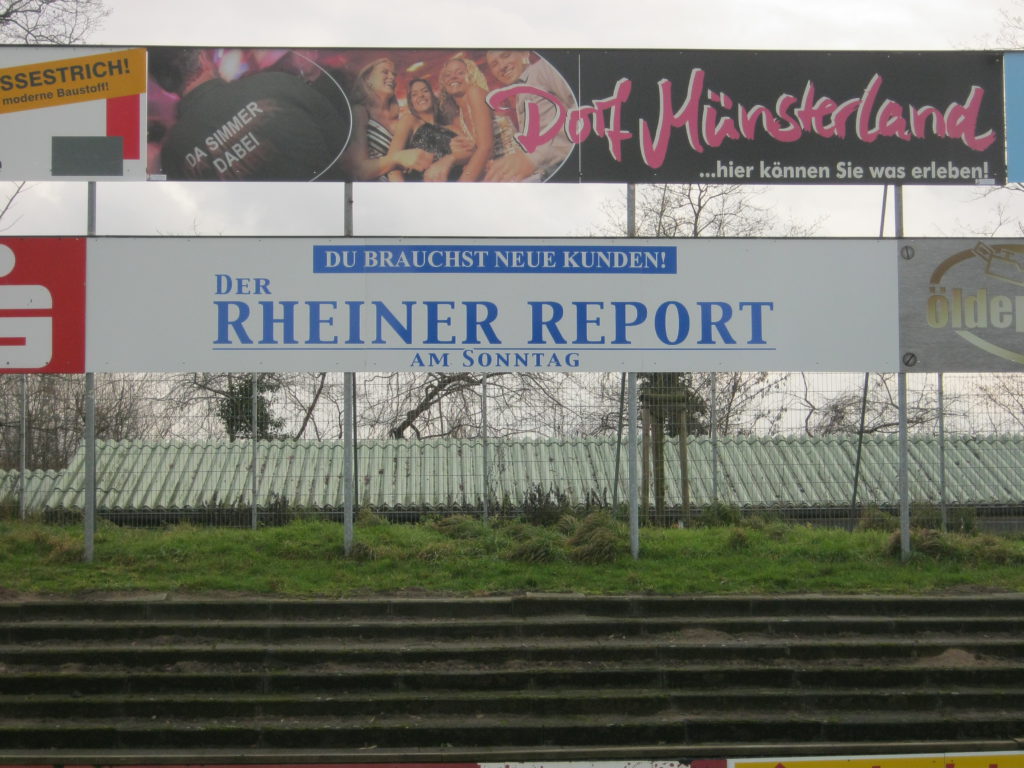 SSESTRICH!
moderne Baustoff!
DA SIMMER
DABEI
Dorf Münsterland
...hier können Sie was erleben!
DU BRAUCHST NEUE KUNDEN!
DER
RHEINER REPORT
AM SONNTAG
öldep